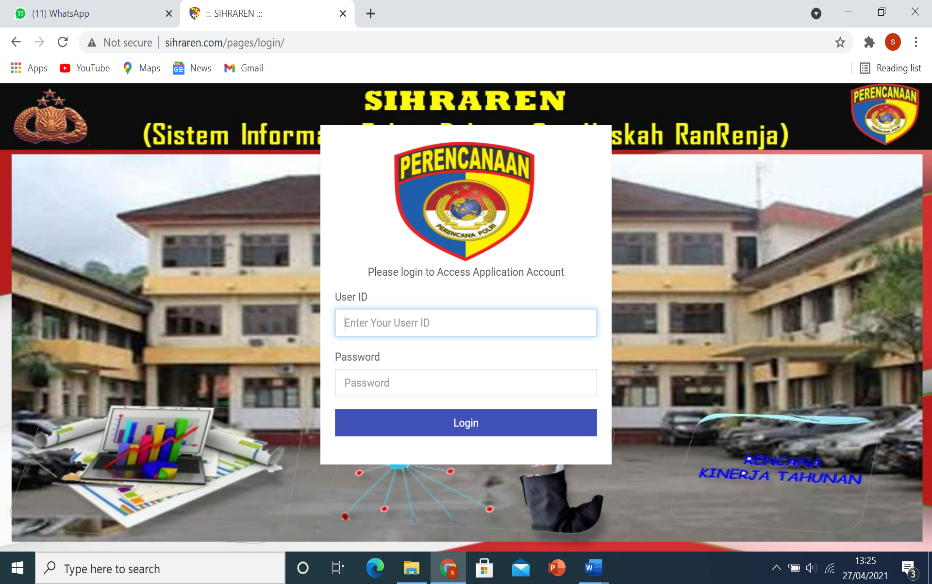 (11) WhatsApp
:. SIHRAREN .::
Not secure | sihraren.com/pages/login/
S
Apps
YouTube
Maps
News
Gmail
Reading list
SIHRAREN
(Sistem Informa
skah RanRenja)
PERENCANAAN
PERENCANAAN
PERENCANA POLRI
Please login to Access Application Account
User ID
Enter Your Userr ID
Password
Password
Login
RENCANA
KINERJA TAHUNAN
Type here to search
13:25
27/04/2021
3